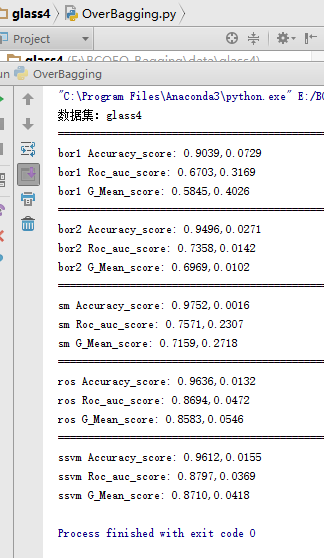 glass4 OverBagging.py
Project
glass4
un OverBagging
"C:\Program Files\Anaconda3\python.exe" E:/BC
数据集：glass4
bor1 Accuracy_score: 0.9039,0.0729
bor1 Roc_auc_score: 0.6703,0.3169
bor1 G_Mean_score: 0.5845,0.4026
bor2 Accuracy_score: 0.9496,0.0271
bor2 Roc_auc_score: 0.7358,0.0142
bor2 G_Mean_score: 0.6969,0.0102
sm Accuracy_score: 0.9752,0.0016
sm Roc_auc_score: 0.7571,0.2307
sm G_Mean_score: 0.7159,0.2718
ros Accuracy_score: 0.9636,0.0132
ros Roc_auc_score: 0.8694,0.0472
ros G_Mean_score: 0.8583,0.0546
ssvm Accuracy_score: 0.9612,0.0155
ssvm Roc_auc_score: 0.8797,0.0369
ssvm G_Mean_score: 0.8710,0.0418
Process finished with exit code 0